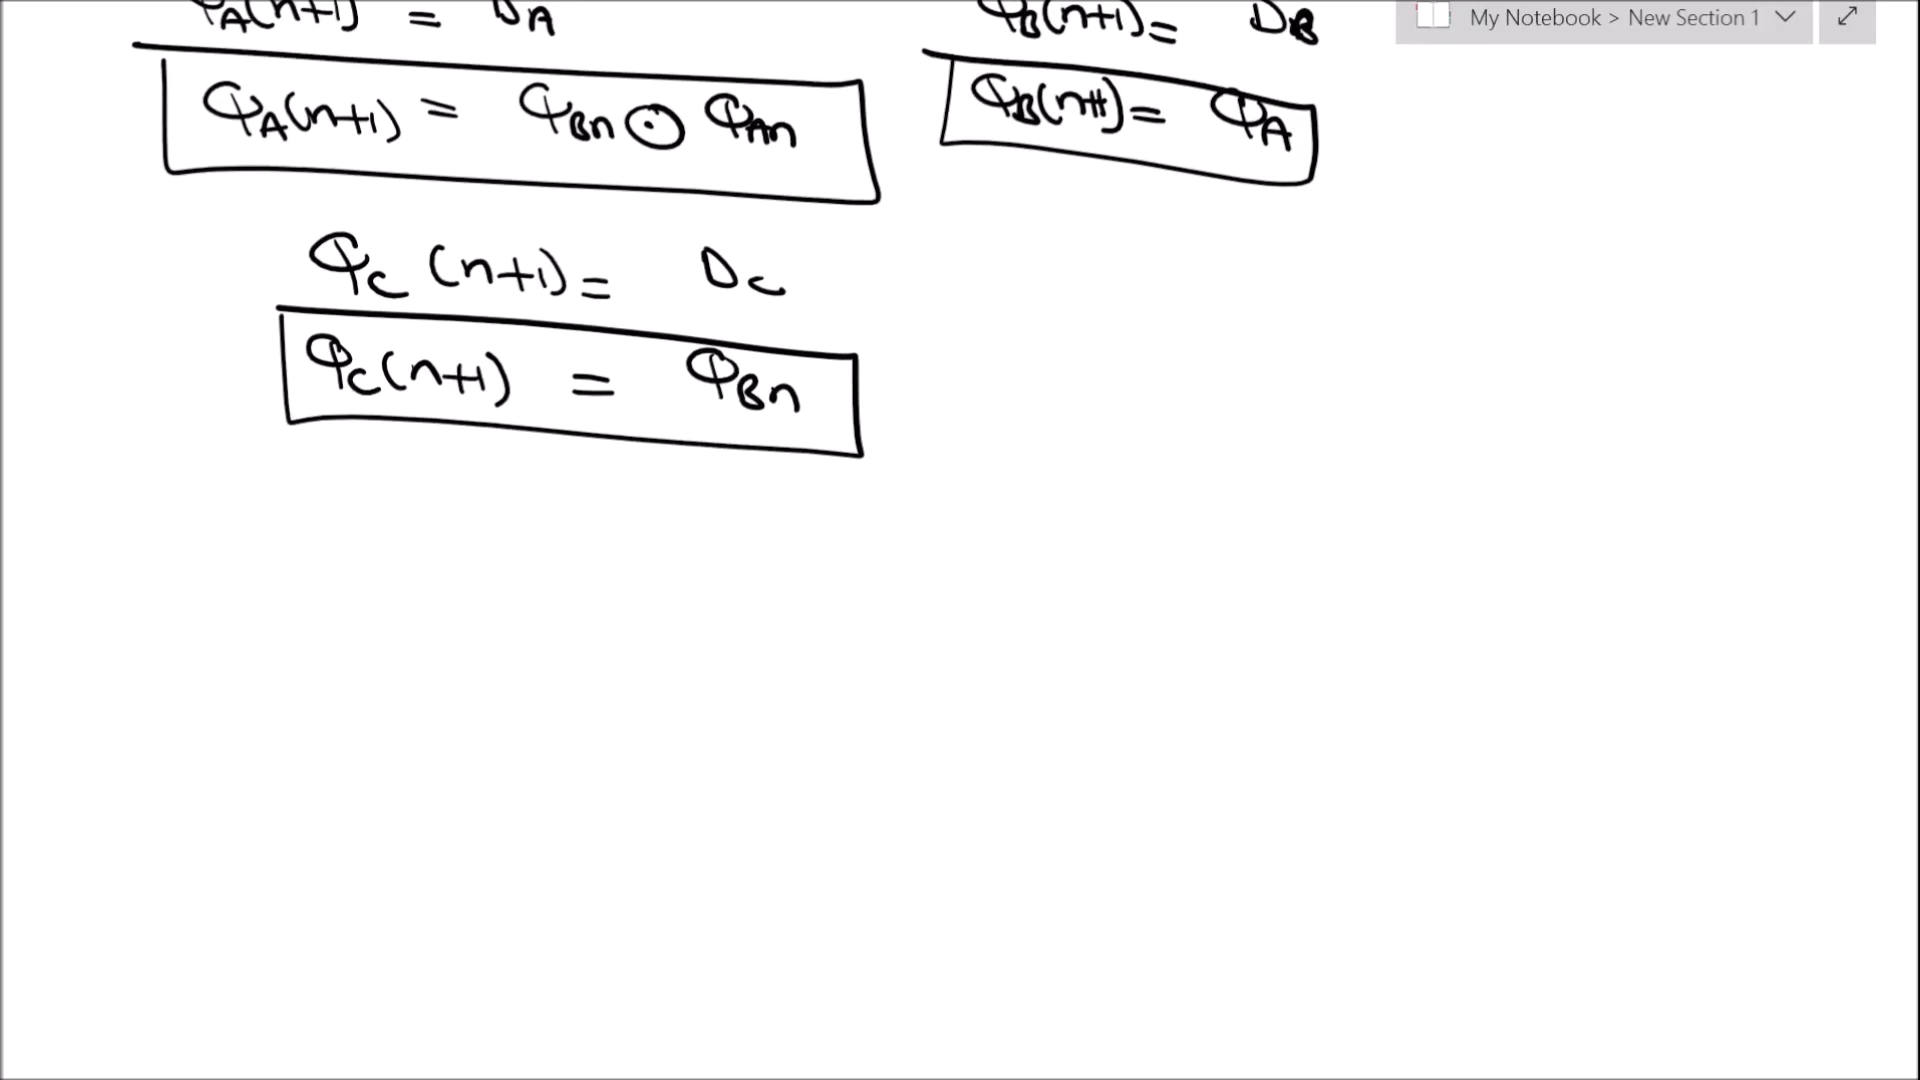 QA(n+1) = DA
QB(n+1) = DB
My Notebook > New Section 1
QA(n+1) = QBn ⊙ QAn
QB(n+1) = QA
QC (n+1) = DC
QC(n+1) = QBn